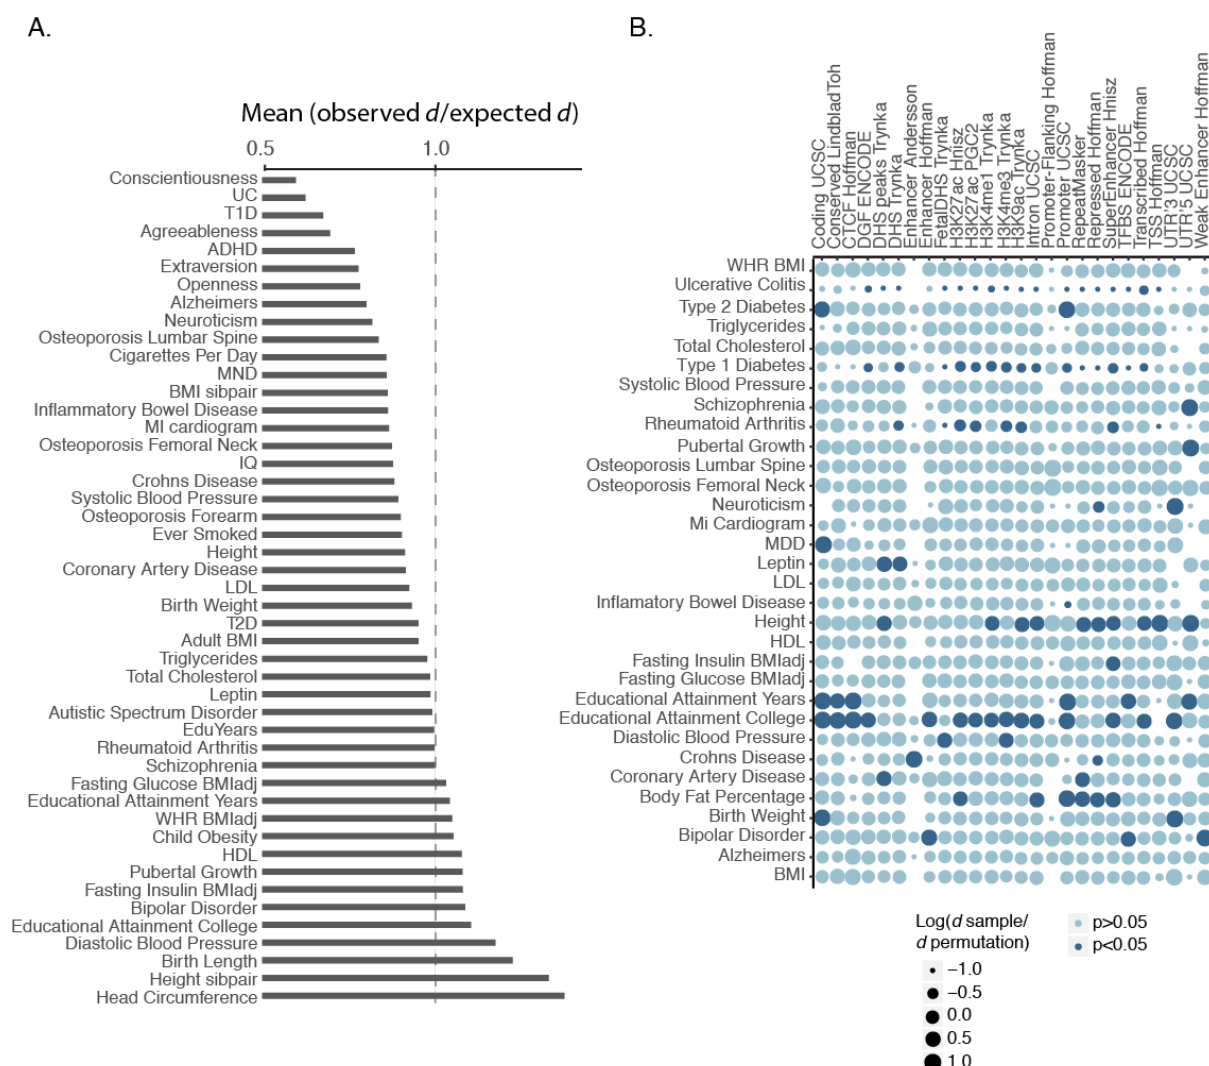 A.
Mean (observed d/expected d)
0.5
1.0
Conscientiousness
UC
T1D
Agreeableness
ADHD
Extraversion
Openness
Alzheimers
Neuroticism
Osteoporosis Lumbar Spine
Cigarettes Per Day
MND
BMI sibpair
Inflammatory Bowel Disease
MI cardiogram
Osteoporosis Femoral Neck
IQ
Crohns Disease
Systolic Blood Pressure
Osteoporosis Forearm
Ever Smoked
Height
Coronary Artery Disease
LDL
Birth Weight
T2D
Adult BMI
Triglycerides
Total Cholesterol
Leptin
Autistic Spectrum Disorder
EduYears
Rheumatoid Arthritis
Schizophrenia
Fasting Glucose BMIadj
Educational Attainment Years
WHR BMIadj
Child Obesity
HDL
Pubertal Growth
Fasting Insulin BMIadj
Bipolar Disorder
Educational Attainment College
Diastolic Blood Pressure
Birth Length
Height sibpair
Head Circumference
B.
Coding UCSC
Conserved LindbladToh
CTCF Hoffman
DGF ENCODE
DHS peaks Trynka
DHS Trynka
Enhancer Andersson
Enhancer Hoffman
FetalDHS Trynka
H3K27ac Hnisz
H3K27ac PGC2
H3K4me1 Trynka
H3K4me3 Trynka
H3K9ac Trynka
Intron UCSC
Promoter-Flanking Hoffman
Promoter UCSC
RepeatMasker
Repressed Hoffman
SuperEnhancer Hnisz
TFBS ENCODE
Transcribed Hoffman
TSS Hoffman
UTR'3 UCSC
UTR'5 UCSC
Weak Enhancer Hoffman
WHR BMI
Ulcerative Colitis
Type 2 Diabetes
Triglycerides
Total Cholesterol
Type 1 Diabetes
Systolic Blood Pressure
Schizophrenia
Rheumatoid Arthritis
Pubertal Growth
Osteoporosis Lumbar Spine
Osteoporosis Femoral Neck
Neuroticism
Mi Cardiogram
MDD
Leptin
LDL
Inflamatory Bowel Disease
Height
HDL
Fasting Insulin BMIadj
Fasting Glucose BMIadj
Educational Attainment Years
Educational Attainment College
Diastolic Blood Pressure
Crohns Disease
Coronary Artery Disease
Body Fat Percentage
Birth Weight
Bipolar Disorder
Alzheimers
BMI
Log(d sample/
d permutation)
−1.0
−0.5
0.0
0.5
1.0
p>0.05
p<0.05